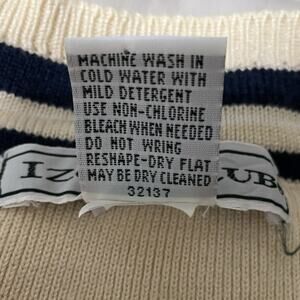 MACHINE WASH IN
COLD WATER WITH
MILD DETERGENT
USE NON-CHLORINE
BLEACH WHEN NEEDED
DO NOT WRING
RESHAPE-DRY FLAT
MAY BE DRY CLEANED
32137